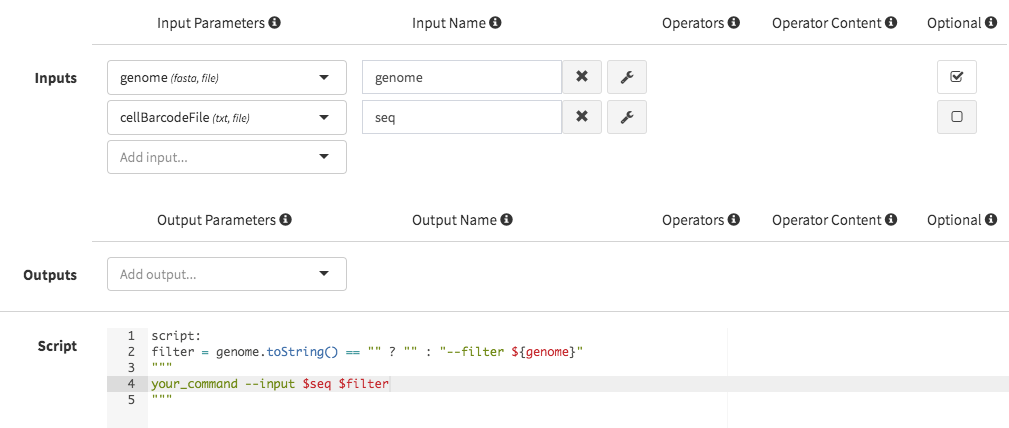 Input Parameters Input Name Operators Operator Content Optional
Inputs genome (fasta, file) genome
cellBarcodeFile (txt, file) seq
Add input...
Output Parameters Output Name Operators Operator Content Optional
Outputs Add output...
Script 1 script:
2 filter = genome.toString() == "" ? "" : "--filter ${genome}"
3 """
4 your_command --input $seq $filter
5 """